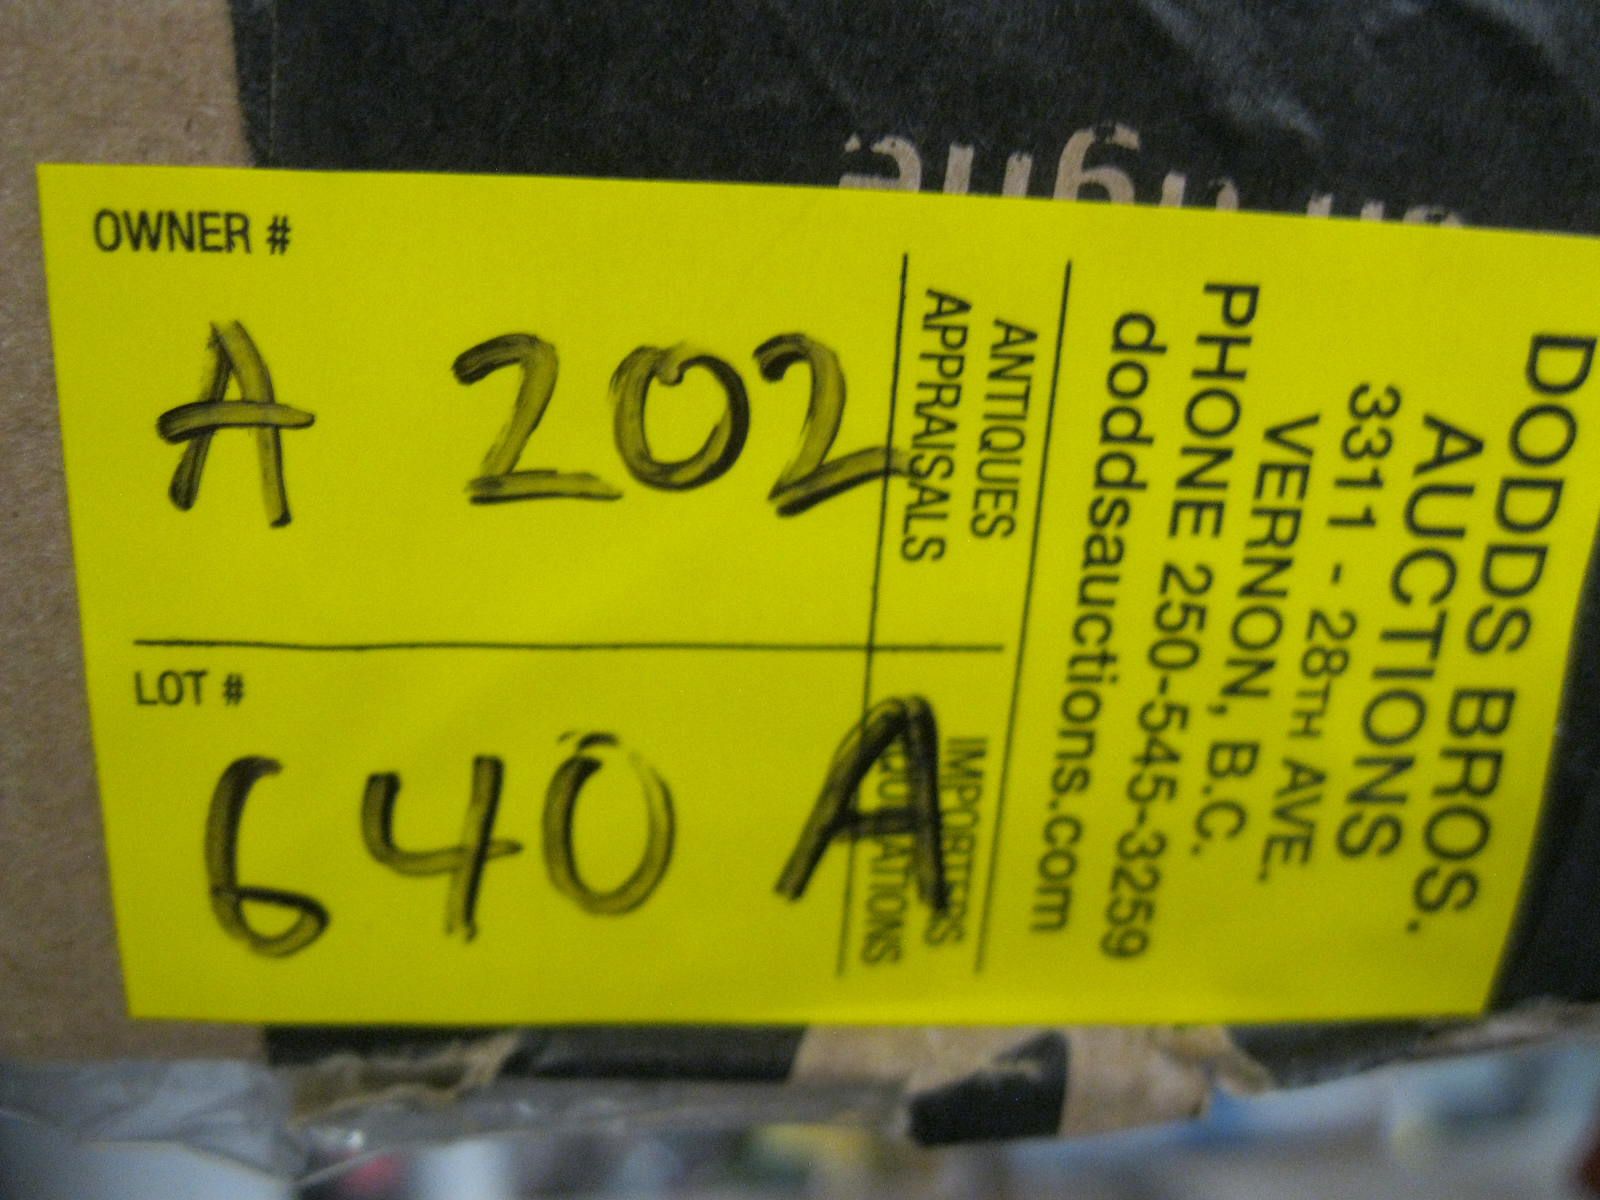 OWNER #
A 202
LOT #
640 A
DODDS BROS.
AUCTIONS
3311 - 28TH AVE.
VERNON, B.C.
PHONE 250-545-3259
doddsauctions.com
ANTIQUES
APPRAISALS
IMPORTERS